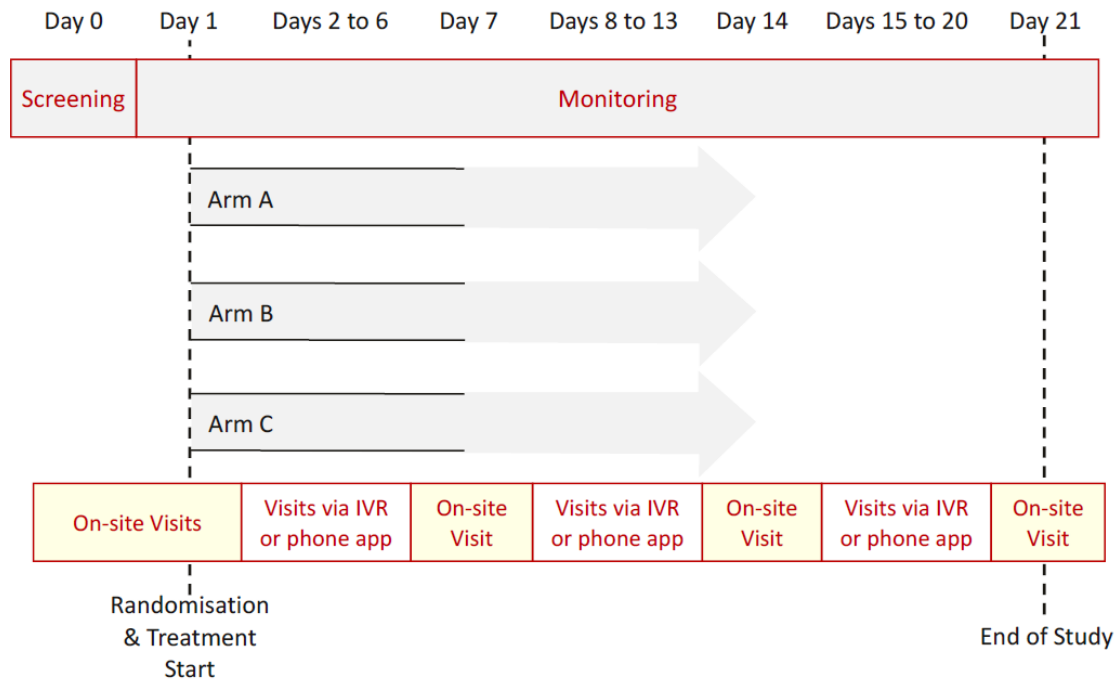 Day 0 Day 1 Days 2 to 6 Day 7 Days 8 to 13 Day 14 Days 15 to 20 Day 21
Screening Monitoring
Arm A
Arm B
Arm C
On-site Visits
Visits via IVR
or phone app
On-site
Visit
Visits via IVR
or phone app
On-site
Visit
Visits via IVR
or phone app
On-site
Visit
Randomisation
& Treatment
Start
End of Study